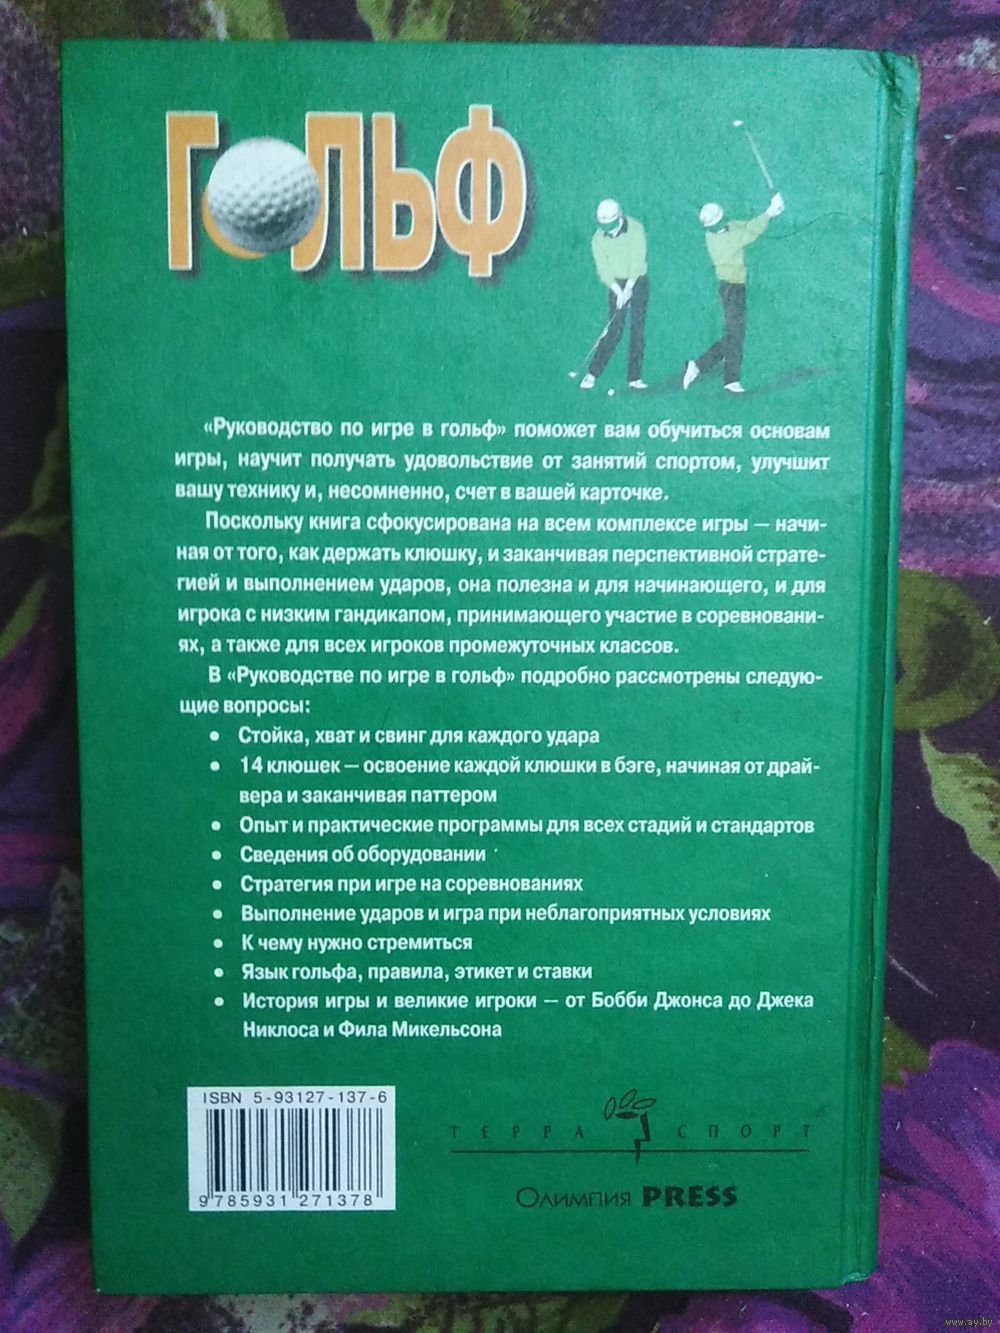 ГОЛЬФ
«Руководство по игре в гольф» поможет вам обучиться основам
игры, научит получать удовольствие от занятий спортом, улучшит
вашу технику и, несомненно, счет в вашей карточке.
Поскольку книга сфокусирована на всем комплексе игры — начи-
ная от того, как держать клюшку, и заканчивая перспективной страте-
гией и выполнением ударов, она полезна и для начинающего, и для
игрока с низким гандикапом, принимающего участие в соревновани-
ях, а также для всех игроков промежуточных классов.
В «Руководстве по игре в гольф» подробно рассмотрены следую-
щие вопросы:
• Стойка, хват и свинг для каждого удара
• 14 клюшек — освоение каждой клюшки в бэге, начиная от драй-
вера и заканчивая паттером
• Опыт и практические программы для всех стадий и стандартов
• Сведения об оборудовании
• Стратегия при игре на соревнованиях
• Выполнение ударов и игра при неблагоприятных условиях
• К чему нужно стремиться
• Язык гольфа, правила, этикет и ставки
• История игры и великие игроки — от Бобби Джонса до Джека
Никлоса и Фила Микельсона
ISBN 5-93127-137-6
9 785931 271378
ТЕРРА СПОРТ
Олимпия PRESS
www.ay.by